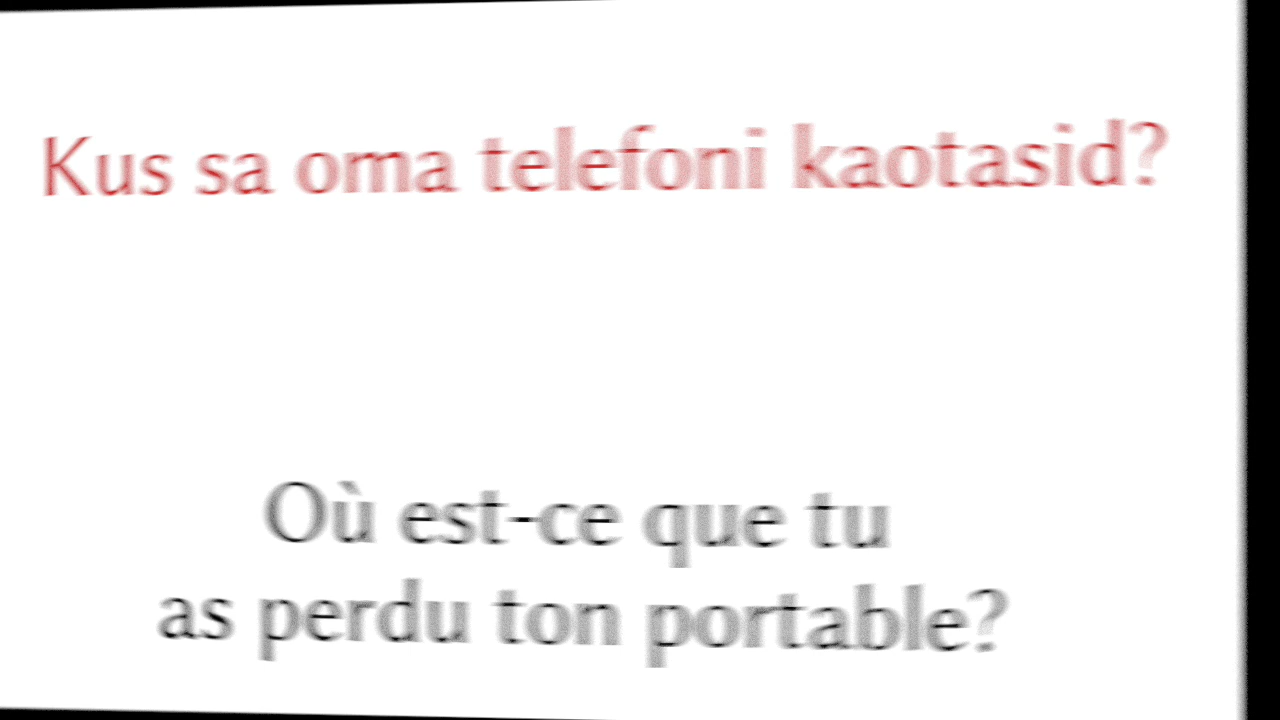 Kus sa oma telefoni kaotasid?
Où est-ce que tu
as perdu ton portable?